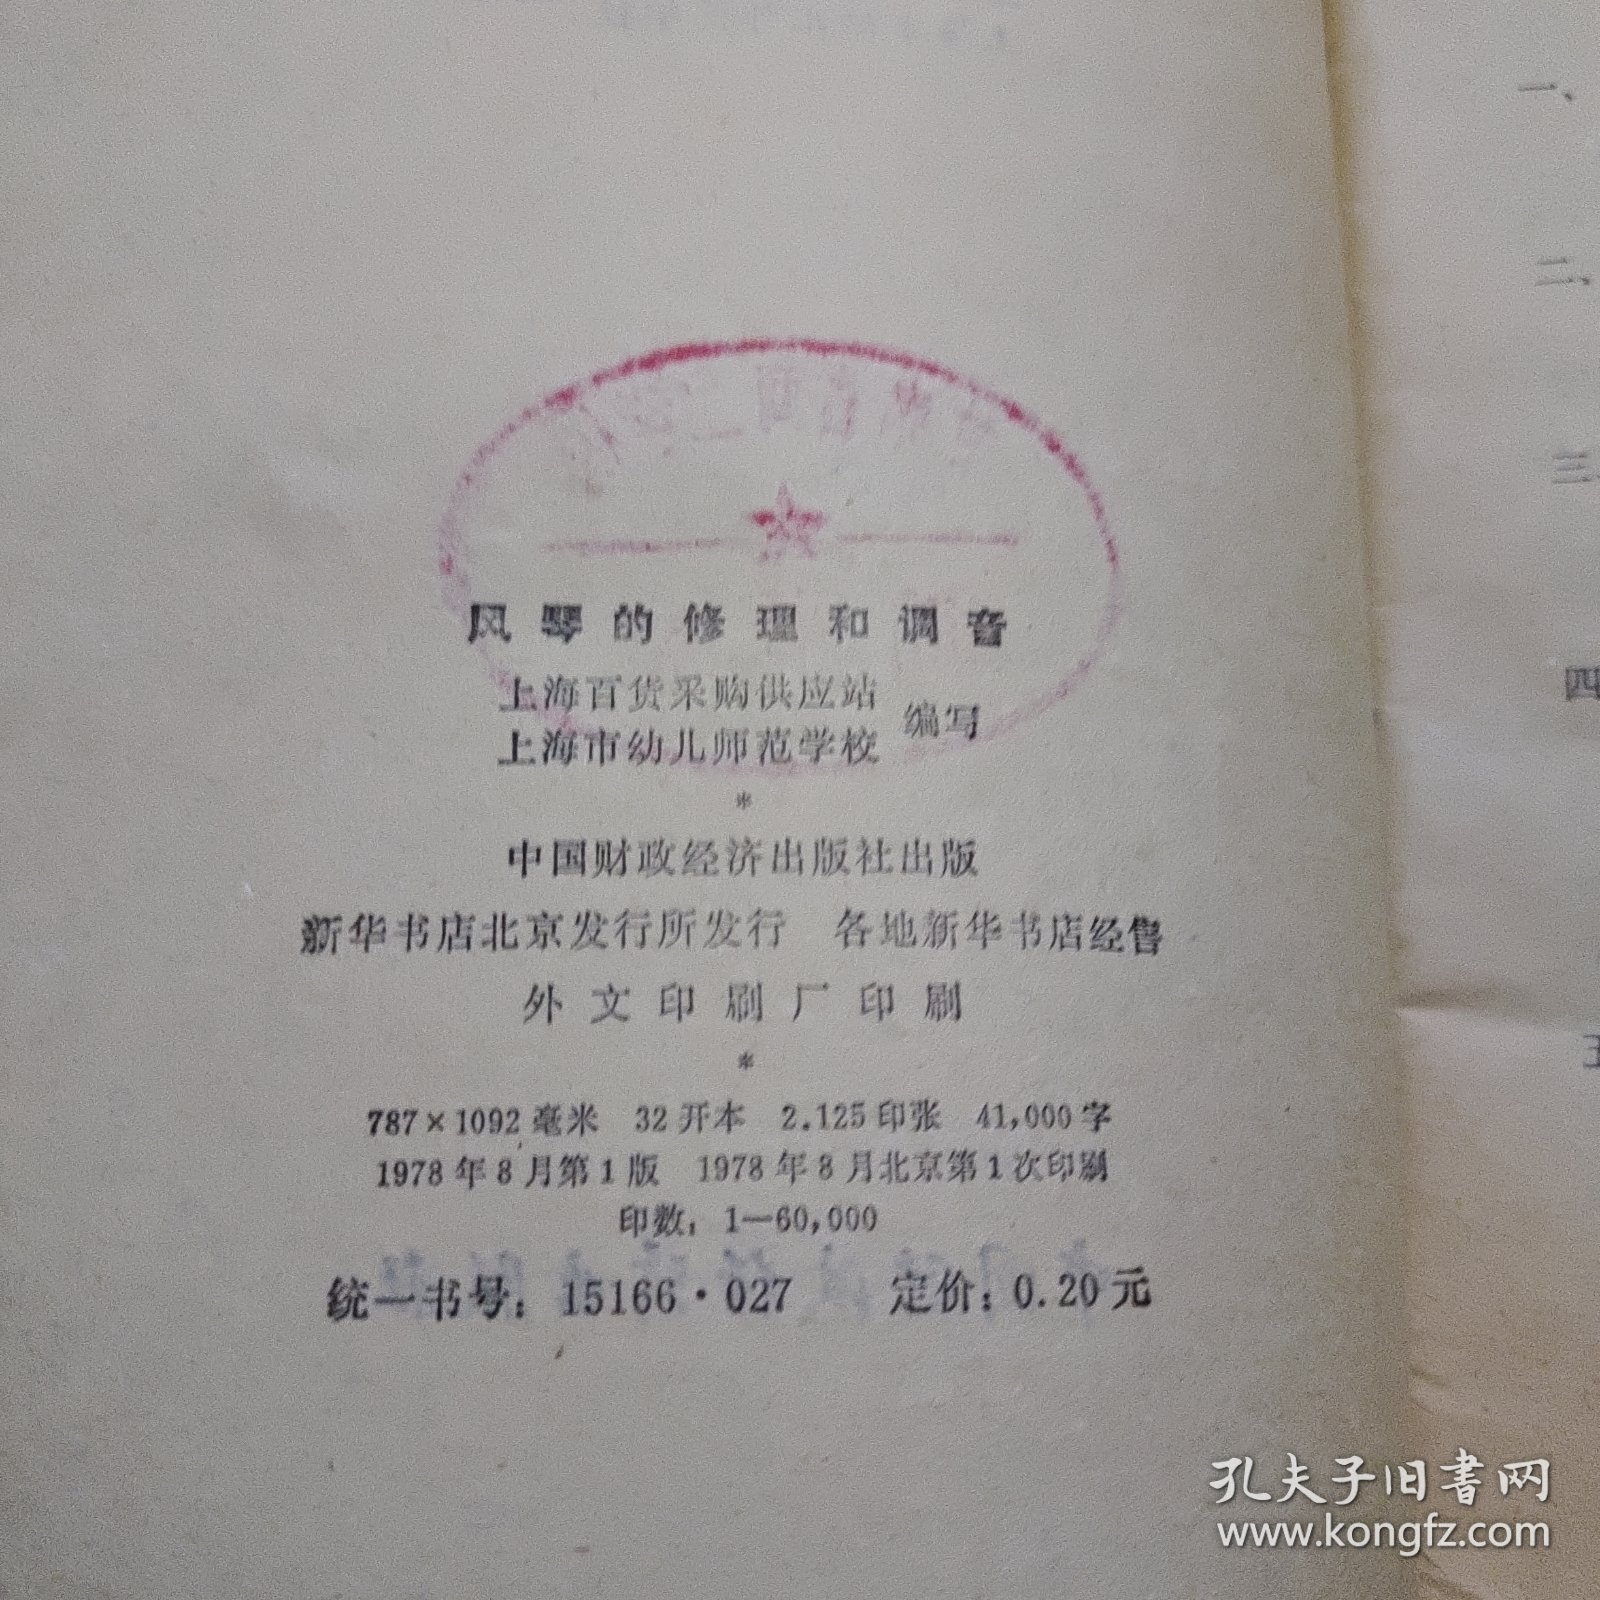 风琴的修理和调音
上海百货采购供应站
上海市幼儿师范学校
编写
*
中国财政经济出版社出版
新华书店北京发行所发行 各地新华书店经售
外文印刷厂印刷
*
787×1092毫米 32开本 2.125印张 41,000字
1978年8月第1版 1978年8月北京第1次印刷
印数：1—60,000
统一书号：15166·027 定价：0.20元
一、
二、
三、
四
孔夫子旧书网
www.kongfz.com